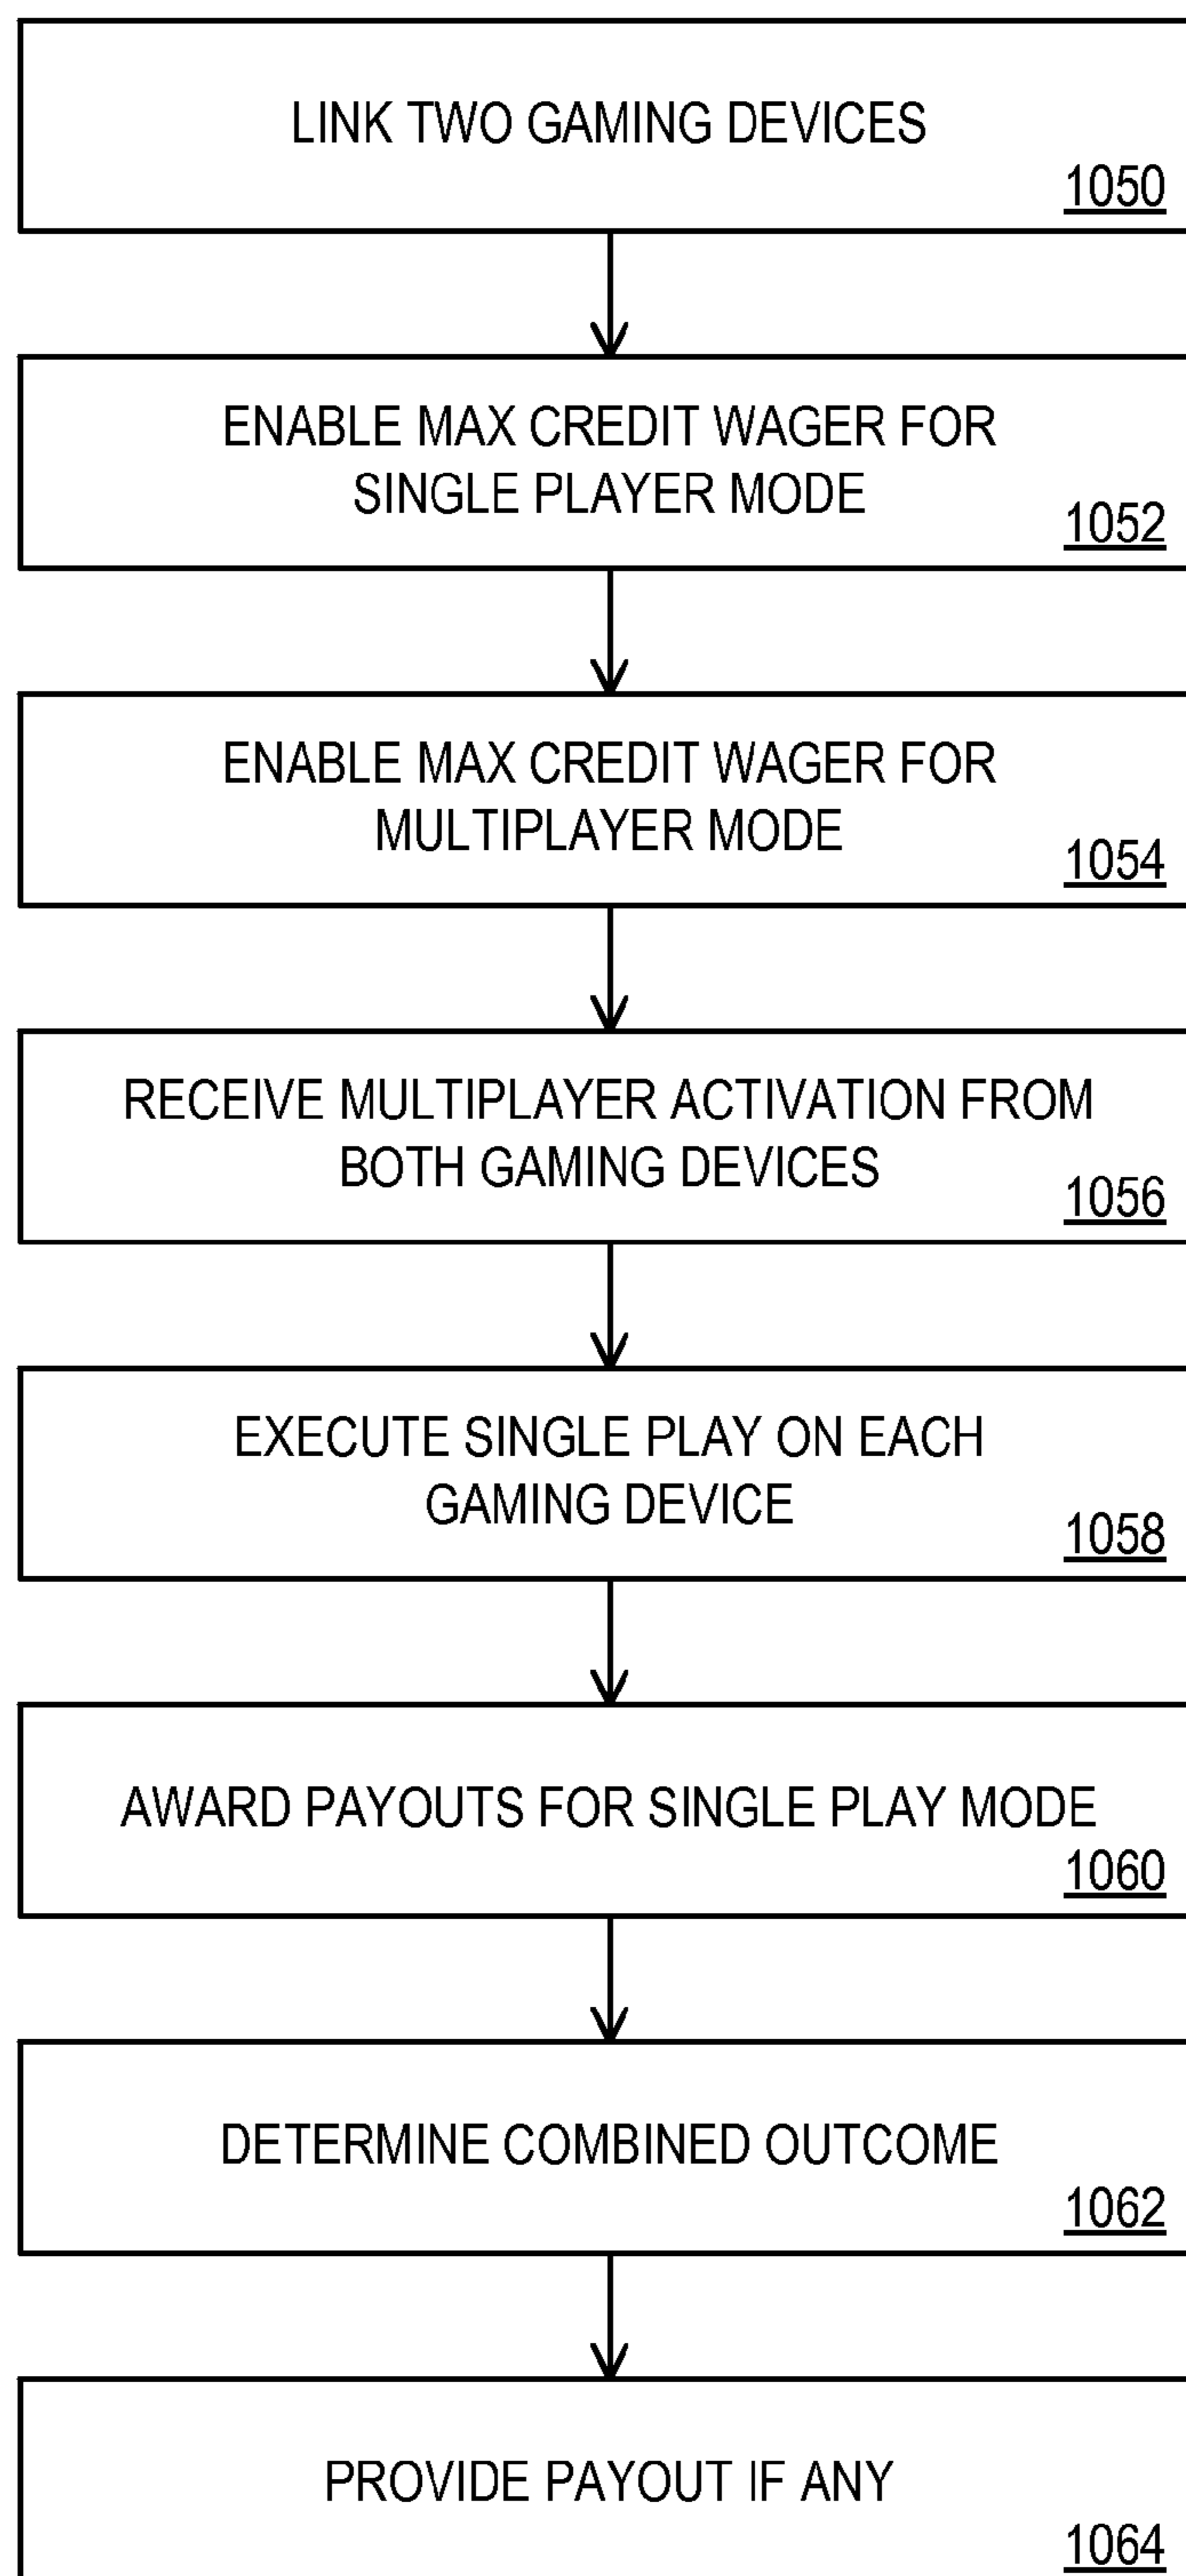 LINK TWO GAMING DEVICES
1050
ENABLE MAX CREDIT WAGER FOR
SINGLE PLAYER MODE
1052
ENABLE MAX CREDIT WAGER FOR
MULTIPLAYER MODE
1054
RECEIVE MULTIPLAYER ACTIVATION FROM
BOTH GAMING DEVICES
1056
EXECUTE SINGLE PLAY ON EACH
GAMING DEVICE
1058
AWARD PAYOUTS FOR SINGLE PLAY MODE
1060
DETERMINE COMBINED OUTCOME
1062
PROVIDE PAYOUT IF ANY
1064